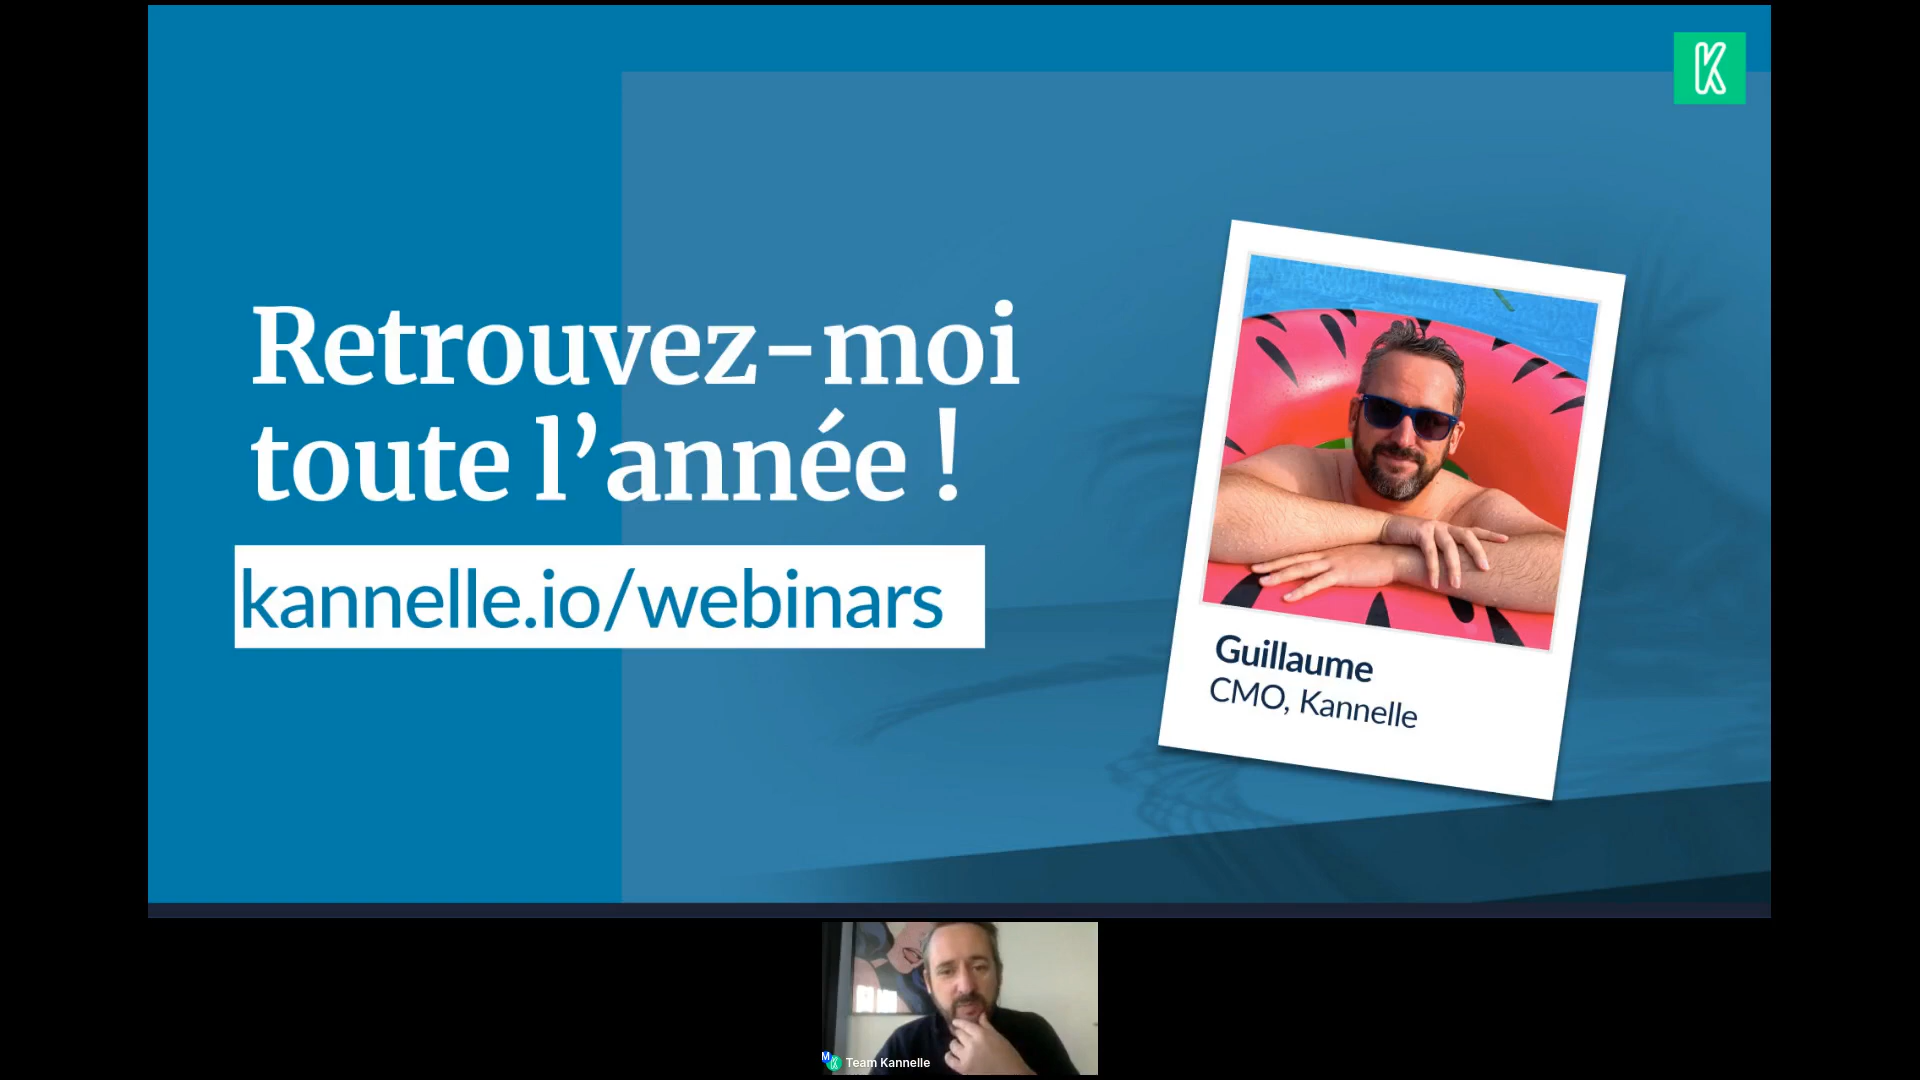 K
Retrouvez-moi
toute l’année !
kannelle.io/webinars
Guillaume
CMO, Kannelle
M
Team Kannelle